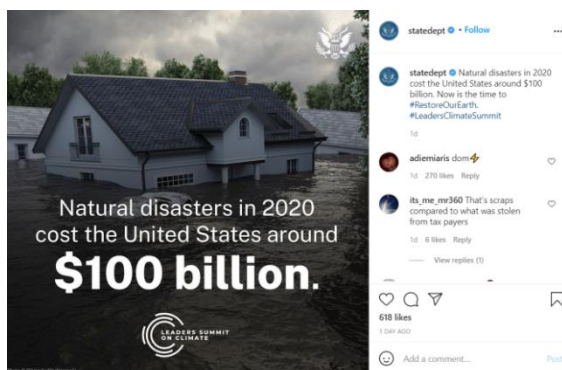 Natural disasters in 2020
cost the United States around
$100 billion.
LEADERS SUMMIT
ON CLIMATE
statedept • Follow
statedept Natural disasters in 2020
cost the United States around $100
billion. Now is the time to
#RestoreOurEarth.
#LeadersClimateSummit
1d
adierniaris dom⚡
1d 270 likes Reply
its_me_mr360 That's scraps
compared to what was stolen
from tax payers
1d 6 likes Reply
View replies (1)
618 likes
1 DAY AGO
Add a comment...
Post